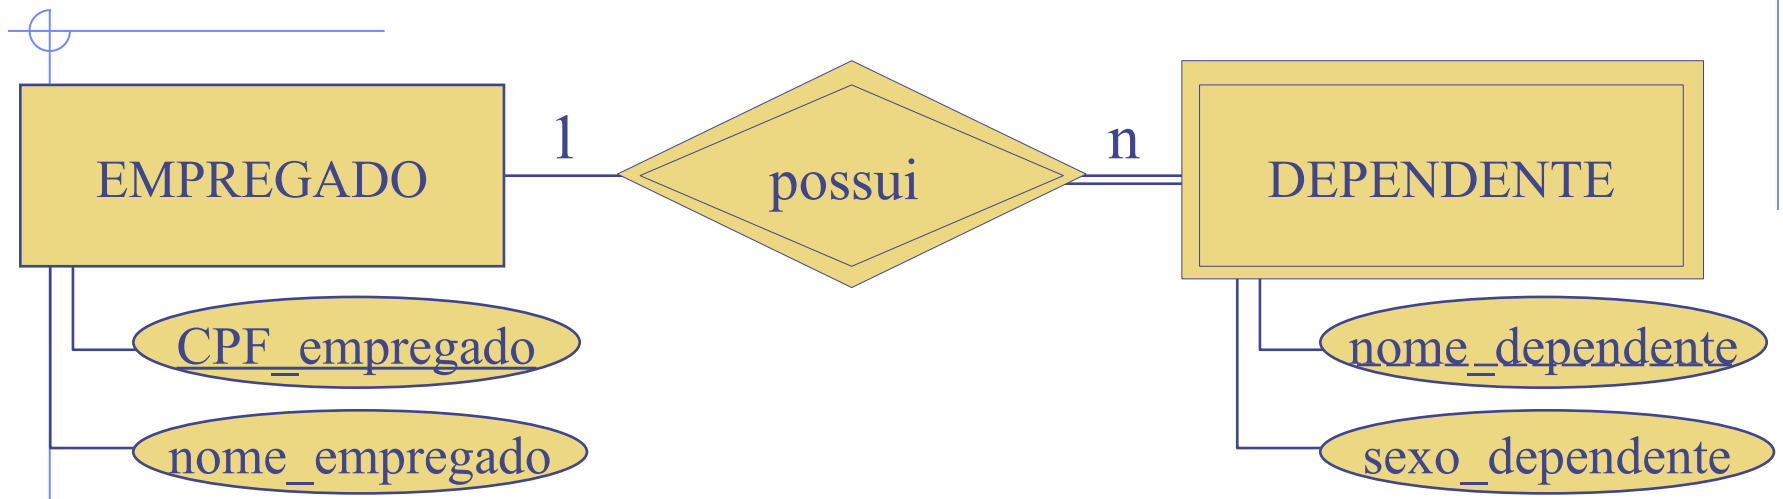 EMPREGADO
1
possui
n
DEPENDENTE
CPF_empregado
nome_empregado
nome_dependente
sexo_dependente